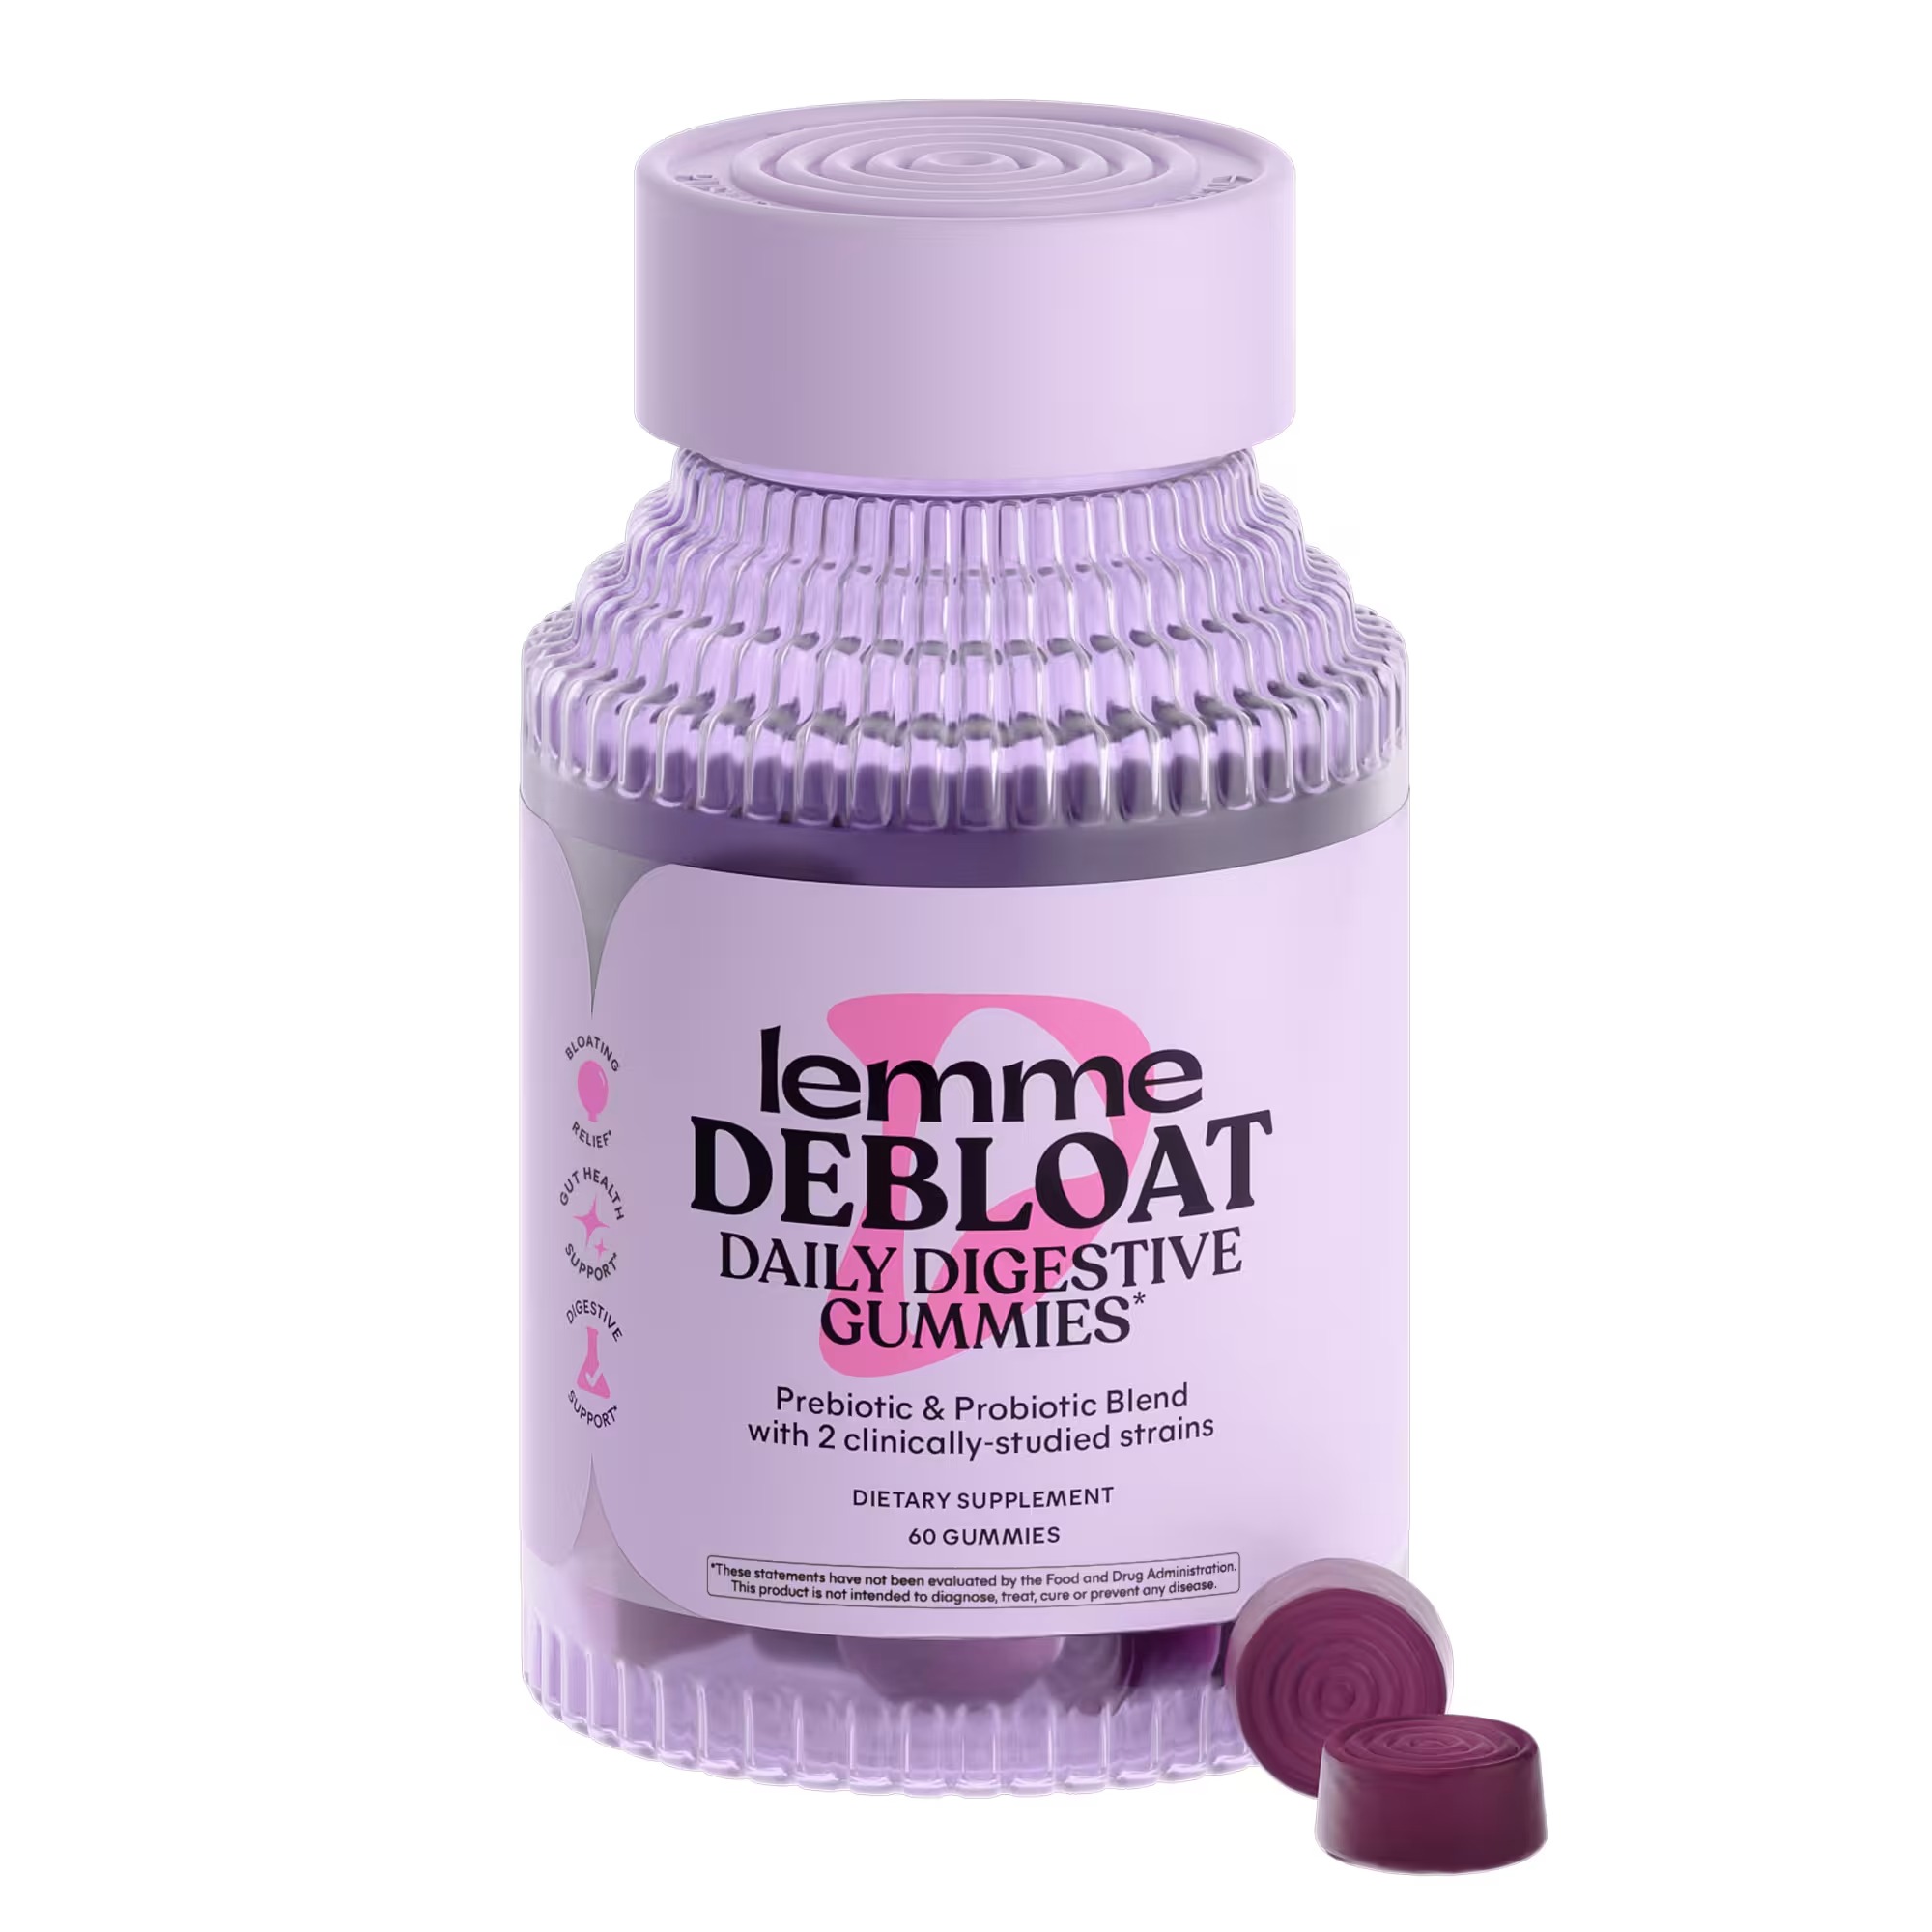 lemme
DEBLOAT
DAILY DIGESTIVE
GUMMIES*
Prebiotic & Probiotic Blend
with 2 clinically-studied strains
DIETARY SUPPLEMENT
60 GUMMIES
*These statements have not been evaluated by the Food and Drug Administration.
This product is not intended to diagnose, treat, cure or prevent any disease.
BLOATING
RELIEF*
GUT HEALTH
SUPPORT*
DIGESTIVE
SUPPORT*